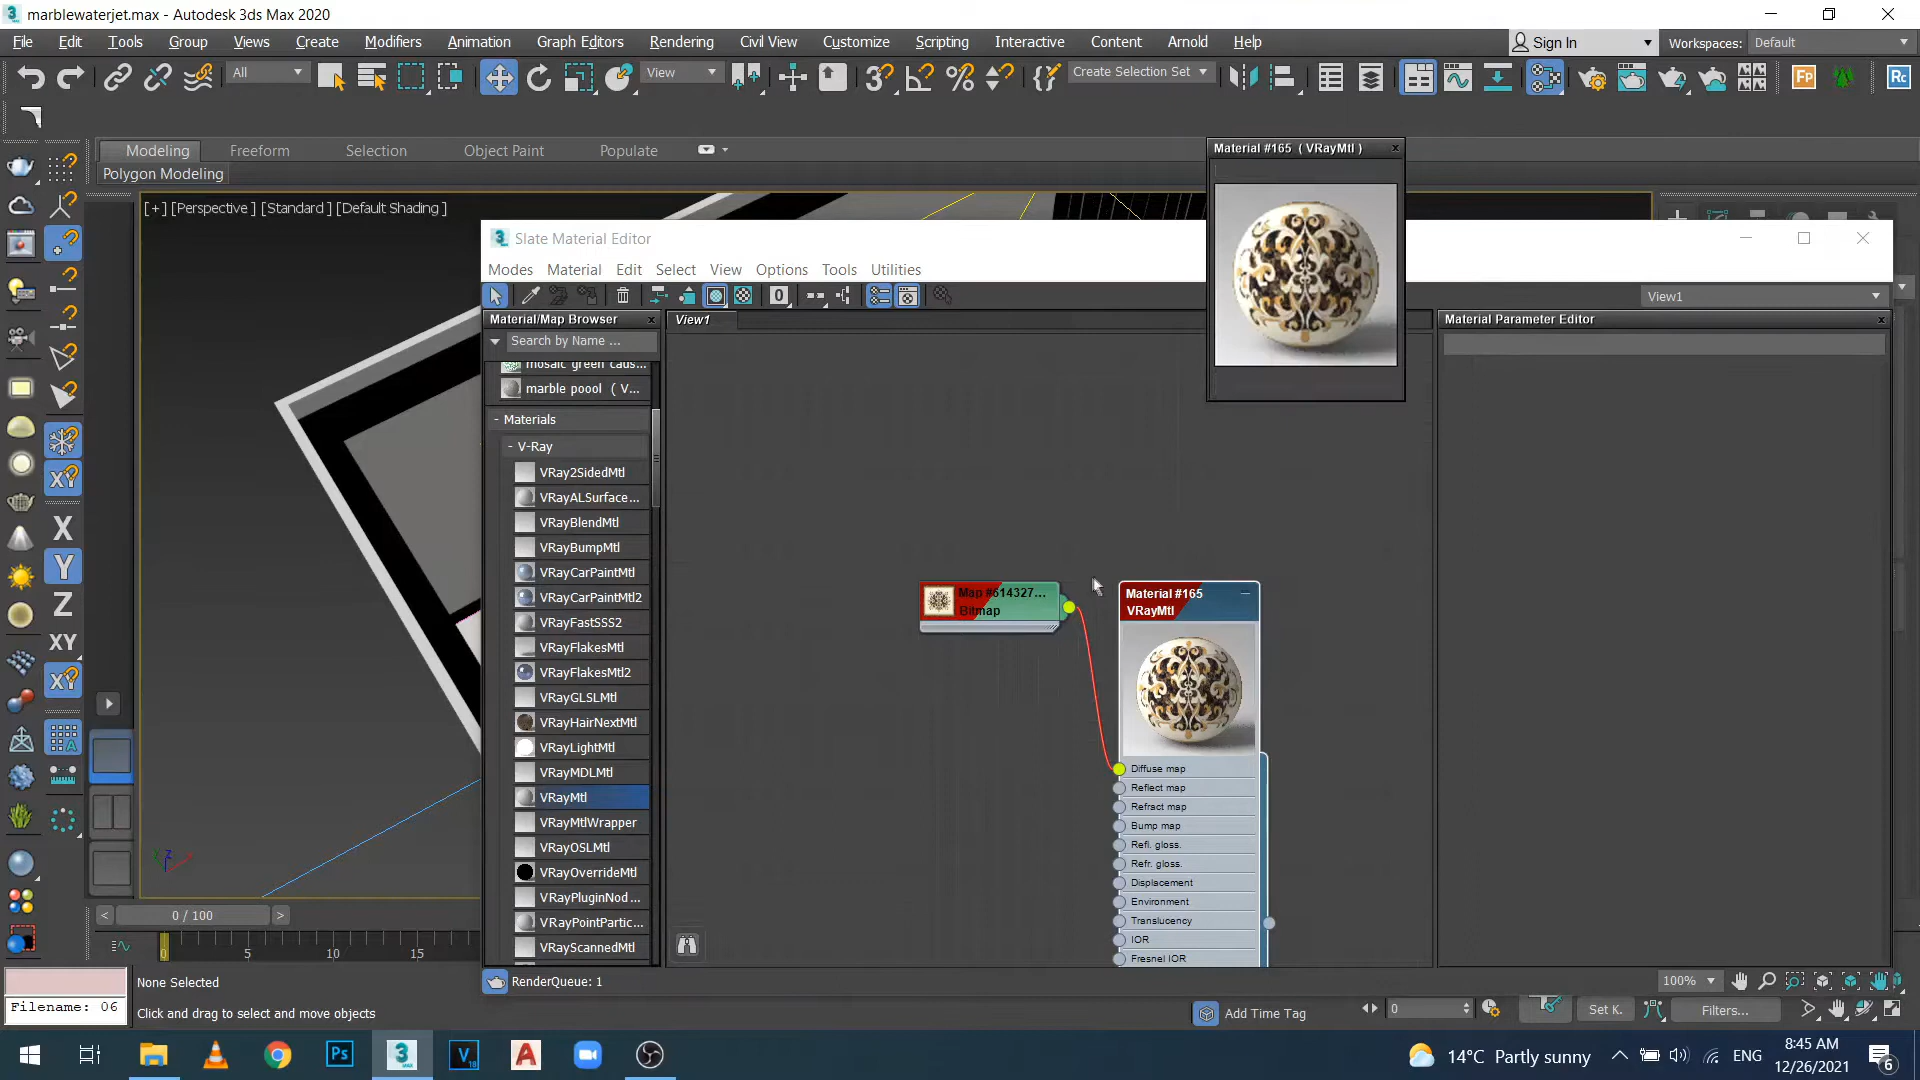 marblewaterjet.max - Autodesk 3ds Max 2020
File Edit Tools Group Views Create Modifiers Animation Graph Editors Rendering Civil View Customize Scripting Interactive Content Arnold Help
Sign In
Workspaces: Default
All
View
Create Selection Set
Modeling Freeform Selection Object Paint Populate
Polygon Modeling
[+] [Perspective] [Standard] [Default Shading]
Material #165 ( VRayMtl ) x
Slate Material Editor
Modes Material Edit Select View Options Tools Utilities
View1
Material/Map Browser x
View1
Material Parameter Editor x
Search by Name ...
mosaic green caus...
marble poool ( V...
- Materials
- V-Ray
VRay2SidedMtl
VRayALSurface...
VRayBlendMtl
VRayBumpMtl
VRayCarPaintMtl
VRayCarPaintMtl2
VRayFastSSS2
VRayFlakesMtl
VRayFlakesMtl2
VRayGLSLMtl
VRayHairNextMtl
VRayLightMtl
VRayMDLMtl
VRayMtl
VRayMtlWrapper
VRayOSLMtl
VRayOverrideMtl
VRayPluginNod...
VRayPointPartic...
VRayScannedMtl
Map #614327...
Bitmap
Material #165
VRayMtl
Diffuse map
Reflect map
Refract map
Bump map
Refl. gloss.
Refr. gloss.
Displacement
Environment
Translucency
IOR
Fresnel IOR
X
Y
Z
XY
0 / 100
0 5 10 15
RenderQueue: 1
100%
None Selected
Click and drag to select and move objects
Filename: 06
Add Time Tag
0
Set K.
Filters...
14°C Partly sunny
ENG
8:45 AM
12/26/2021
6